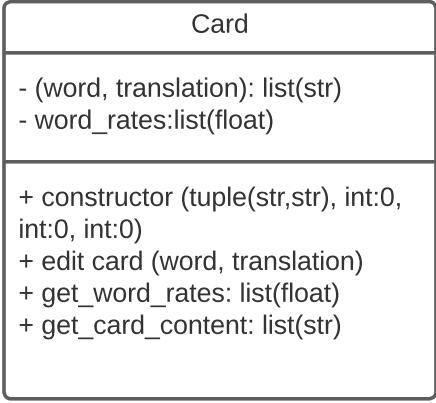 Card
- (word, translation): list(str)
- word_rates:list(float)
+ constructor (tuple(str,str), int:0,
int:0, int:0)
+ edit card (word, translation)
+ get_word_rates: list(float)
+ get_card_content: list(str)